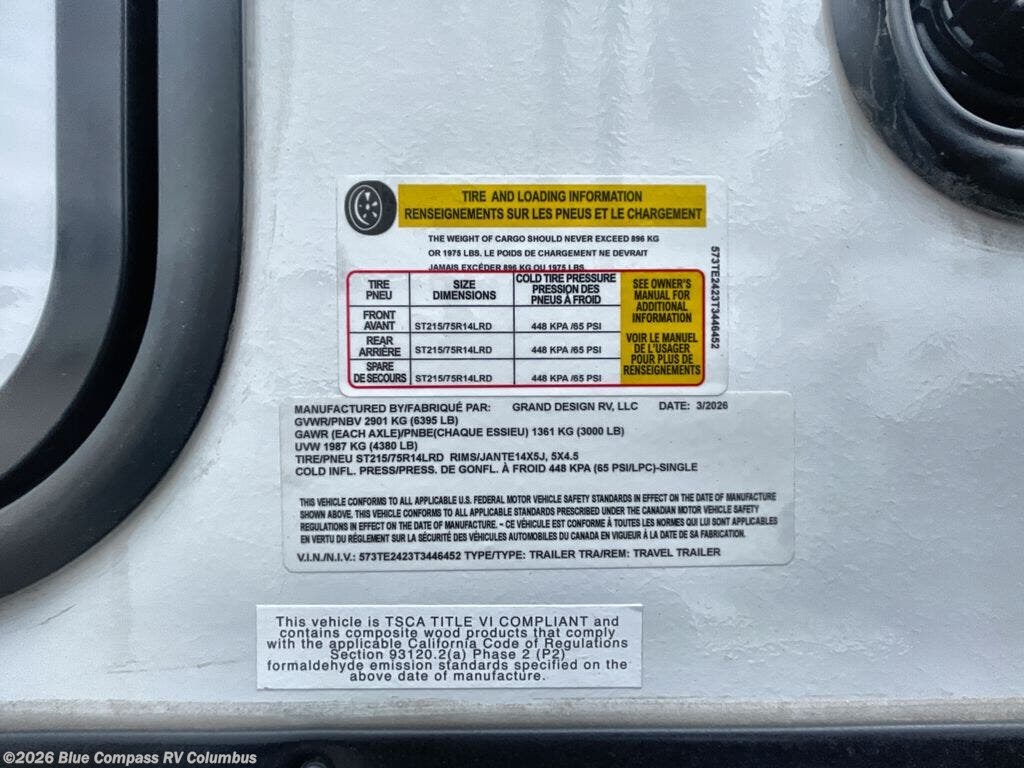 TIRE AND LOADING INFORMATION
RENSEIGNEMENTS SUR LES PNEUS ET LE CHARGEMENT
THE WEIGHT OF CARGO SHOULD NEVER EXCEED 896 KG
OR 1975 LBS. LE POIDS DE CHARGEMENT NE DEVRAIT
JAMAIS EXCÉDER 896 KG OU 1975 LBS.
TIRE
PNEU
SIZE
DIMENSIONS
COLD TIRE PRESSURE
PRESSION DES
PNEUS À FROID
FRONT
AVANT
ST215/75R14LRD
448 KPA /65 PSI
REAR
ARRIÈRE
ST215/75R14LRD
448 KPA /65 PSI
SPARE
DE SECOURS
ST215/75R14LRD
448 KPA /65 PSI
SEE OWNER'S
MANUAL FOR
ADDITIONAL
INFORMATION
VOIR LE MANUEL
DE L'USAGER
POUR PLUS DE
RENSEIGNEMENTS
573TE2423T3446452
MANUFACTURED BY/FABRIQUÉ PAR: GRAND DESIGN RV, LLC DATE: 3/2026
GVWR/PNBV 2901 KG (6395 LB)
GAWR (EACH AXLE)/PNBE(CHAQUE ESSIEU) 1361 KG (3000 LB)
UVW 1987 KG (4380 LB)
TIRE/PNEU ST215/75R14LRD RIMS/JANTE14X5J, 5X4.5
COLD INFL. PRESS/PRESS. DE GONFL. À FROID 448 KPA (65 PSI/LPC)-SINGLE
THIS VEHICLE CONFORMS TO ALL APPLICABLE U.S. FEDERAL MOTOR VEHICLE SAFETY STANDARDS IN EFFECT ON THE DATE OF MANUFACTURE
SHOWN ABOVE. THIS VEHICLE CONFORMS TO ALL APPLICABLE STANDARDS PRESCRIBED UNDER THE CANADIAN MOTOR VEHICLE SAFETY
REGULATIONS IN EFFECT ON THE DATE OF MANUFACTURE. ~ CE VÉHICULE EST CONFORME À TOUTES LES NORMES QUI LUI SONT APPLICABLES
EN VERTU DU RÉGLEMENT SUR LA SÉCURITÉ DES VÉHICULES AUTOMOBILES DU CANADA EN VIGUEUR À LA DATE DE SA FABRICATION.
V.I.N./N.I.V.: 573TE2423T3446452 TYPE/TYPE: TRAILER TRA/REM: TRAVEL TRAILER
This vehicle is TSCA TITLE VI COMPLIANT and
contains composite wood products that comply
with the applicable California Code of Regulations
Section 93120.2(a) Phase 2 (P2)
formaldehyde emission standards specified on the
above date of manufacture.
©2026 Blue Compass RV Columbus